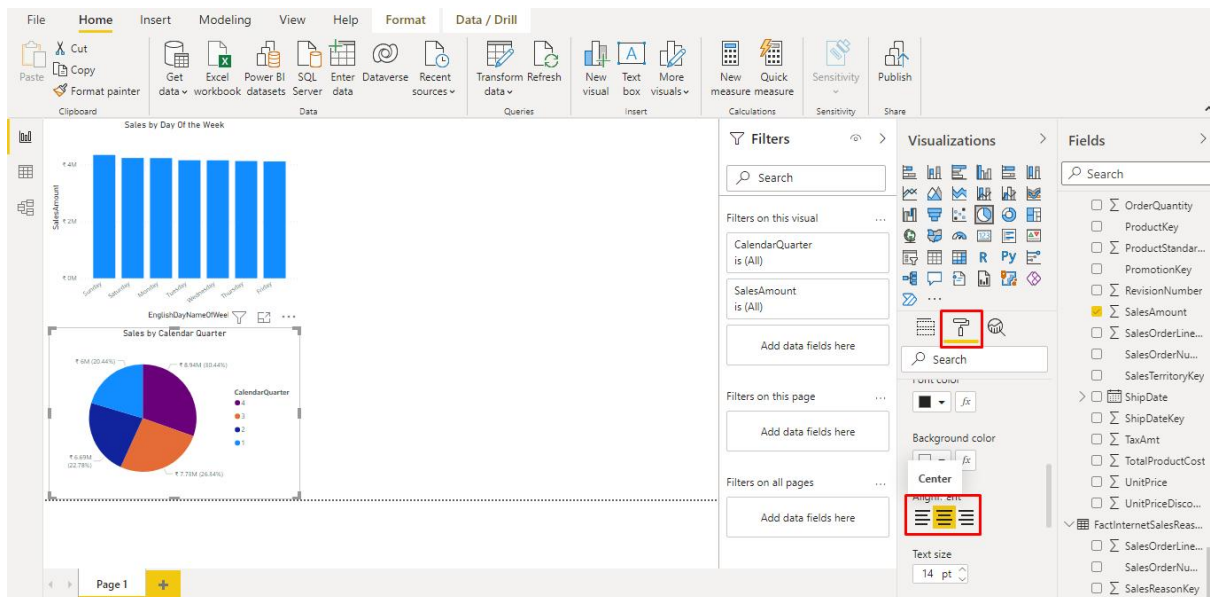 File Home Insert Modeling View Help Format Data / Drill
Paste
Cut
Copy
Format painter
Clipboard
Get data
Excel workbook
Power BI datasets
SQL Server
Enter data
Dataverse
Recent sources
Data
Transform data
Refresh
Queries
New visual
Text box
More visuals
Insert
New measure
Quick measure
Calculations
Sensitivity
Sensitivity
Publish
Share
Sales by Day Of the Week
SalesAmount
₹ 4M
₹ 2M
₹ 0M
Sunday Saturday Monday Tuesday Wednesday Thursday Friday
EnglishDayNameOfWeek
Sales by Calendar Quarter
₹ 6M (20.44%)
₹ 8.94M (30.44%)
₹ 6.69M
(22.78%)
₹ 7.73M (26.34%)
CalendarQuarter
4
3
2
1
Page 1
Filters
Search
Filters on this visual ...
CalendarQuarter
is (All)
SalesAmount
is (All)
Add data fields here
Filters on this page ...
Add data fields here
Filters on all pages ...
Add data fields here
Visualizations
123
R Py
...
Search
Font color
fx
Background color
fx
Center
Alignment
Text size
14 pt
Fields
Search
OrderQuantity
ProductKey
ProductStandar...
PromotionKey
RevisionNumber
SalesAmount
SalesOrderLine...
SalesOrderNu...
SalesTerritoryKey
ShipDate
ShipDateKey
TaxAmt
TotalProductCost
UnitPrice
UnitPriceDisco...
FactInternetSalesReas...
SalesOrderLine...
SalesOrderNu...
SalesReasonKey